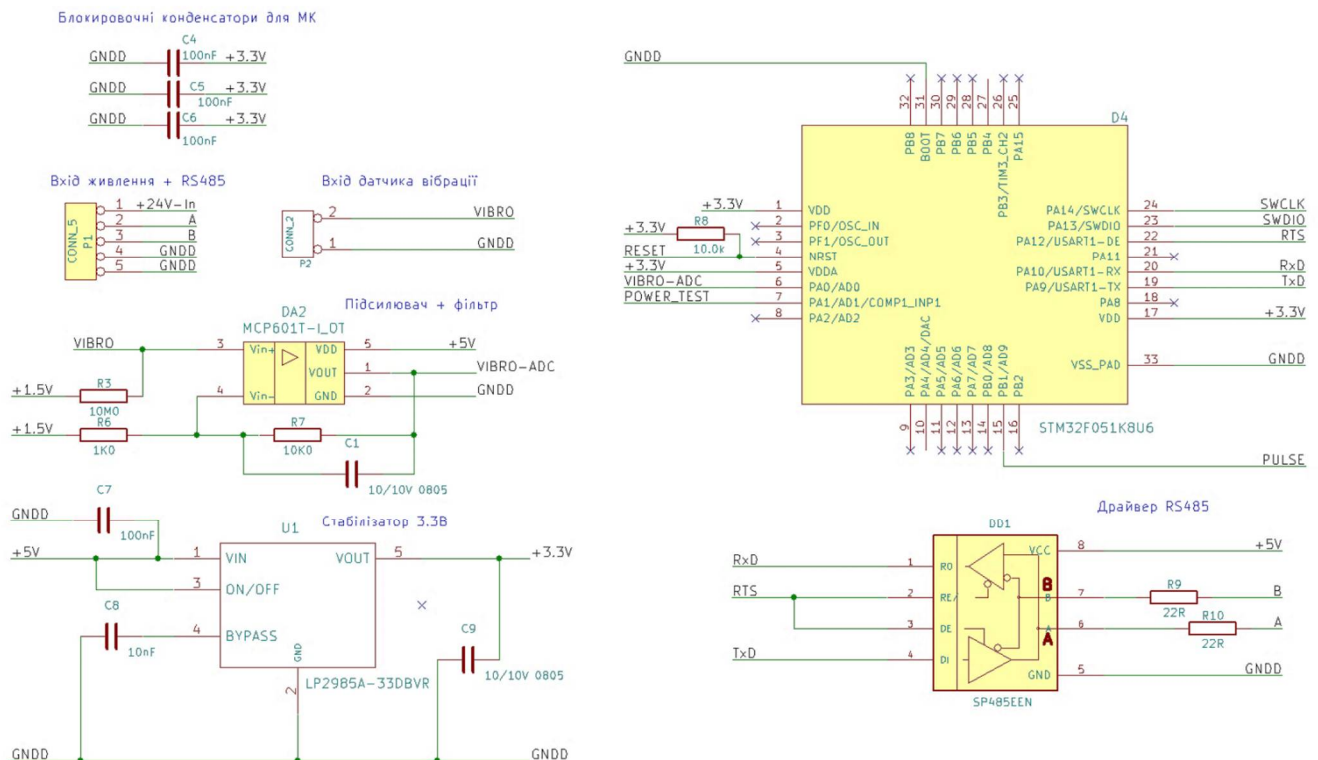 Блокировочні конденсатори для МК
C4
GNDD 100nF +3.3V
C5
GNDD 100nF +3.3V
C6
GNDD 100nF +3.3V
Вхід живлення + RS485
CONN_5
P1
1 +24V-In
2 A
3 B
4 GNDD
5 GNDD
Вхід датчика вібрації
CONN_2
P2
2 VIBRO
1 GNDD
Підсилювач + фільтр
DA2
MCP601T-I_OT
VIBRO 3 Vin+ VDD 5 +5V
VOUT 1 VIBRO-ADC
4 Vin- GND 2 GNDD
+1.5V R3
10M0
+1.5V R6
1K0
R7
10K0
C1
10/10V 0805
C7
GNDD 100nF
U1
Стабілізатор 3.3В
+5V 1 VIN VOUT 5 +3.3V
3 ON/OFF
C8
10nF
4 BYPASS
GND
2
C9
10/10V 0805
LP2985A-33DBVR
GNDD GNDD
GNDD
D4
32 31 30 29 28 27 26 25
PB8
BOOT
PB7
PB6
PB5
PB4
PB3/TIM3_CH2
PA15
+3.3V 1 VDD
2 PF0/OSC_IN
+3.3V R8 3 PF1/OSC_OUT
10.0k
RESET 4 NRST
+3.3V 5 VDDA
VIBRO-ADC 6 PA0/AD0
POWER_TEST 7 PA1/AD1/COMP1_INP1
8 PA2/AD2
PA14/SWCLK 24 SWCLK
PA13/SWDIO 23 SWDIO
PA12/USART1-DE 22 RTS
PA11 21
PA10/USART1-RX 20 RxD
PA9/USART1-TX 19 TxD
PA8 18
VDD 17 +3.3V
VSS_PAD 33 GNDD
PA3/AD3
PA4/AD4/DAC
PA5/AD5
PA6/AD6
PA7/AD7
PB0/AD8
PB1/AD9
PB2
9 10 11 12 13 14 15 16
STM32F051K8U6
PULSE
Драйвер RS485
DD1
RxD 1 RO VCC 8 +5V
RTS 2 RE/ B B 7 R9 B
22R
3 DE A A 6 R10 A
22R
TxD 4 DI GND 5 GNDD
SP485EEN